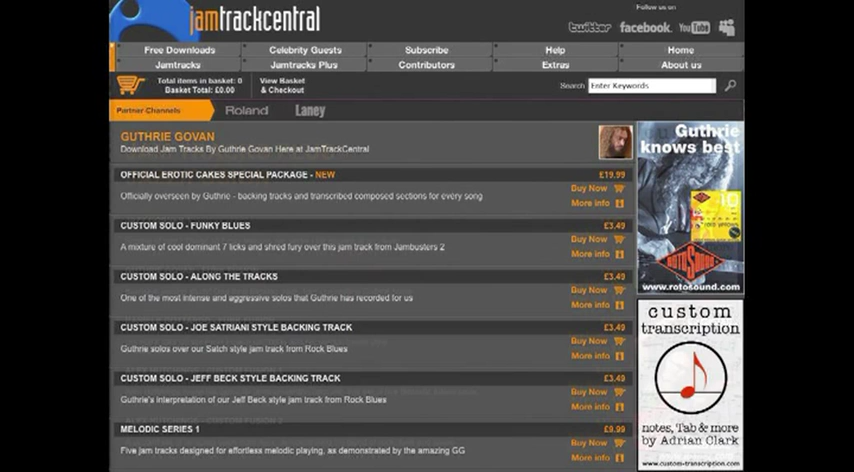 jamtrackcentral
Follow us on
twitter facebook. YouTube
Free Downloads Celebrity Guests Subscribe Help Home
Jamtracks Jamtracks Plus Contributors Extras About us
Total items in basket: 0
Basket Total: £0.00
View Basket
& Checkout
Search Enter Keywords
Partner Channels Roland Laney
GUTHRIE GOVAN
Download Jam Tracks By Guthrie Govan Here at JamTrackCentral
OFFICIAL EROTIC CAKES SPECIAL PACKAGE - NEW £19.99
Officially overseen by Guthrie - backing tracks and transcribed composed sections for every song
Buy Now
More info
CUSTOM SOLO - FUNKY BLUES £3.49
A mixture of cool dominant 7 licks and shred fury over this jam track from Jambusters 2
Buy Now
More info
CUSTOM SOLO - ALONG THE TRACKS £3.49
One of the most intense and aggressive solos that Guthrie has recorded for us
Buy Now
More info
CUSTOM SOLO - JOE SATRIANI STYLE BACKING TRACK £3.49
Guthrie solos over our Satch style jam track from Rock Blues
Buy Now
More info
CUSTOM SOLO - JEFF BECK STYLE BACKING TRACK £3.49
Guthrie's interpretation of our Jeff Beck style jam track from Rock Blues
Buy Now
More info
MELODIC SERIES 1 £9.99
Five jam tracks designed for effortless melodic playing, as demonstrated by the amazing GG
Buy Now
More info
Guthrie
knows best
10
ROTOSOUND
www.rotosound.com
custom
transcription
notes, Tab & more
by Adrian Clark
www.custom-transcription.com